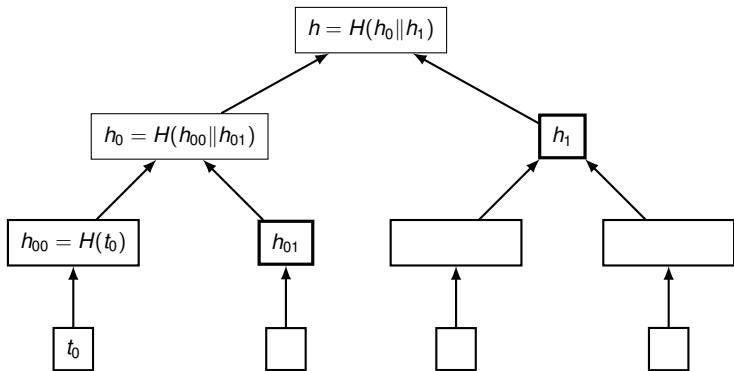 h = H(h₀∥h₁)
h₀ = H(h₀₀∥h₀₁)
h₁
h₀₀ = H(t₀)
h₀₁
t₀